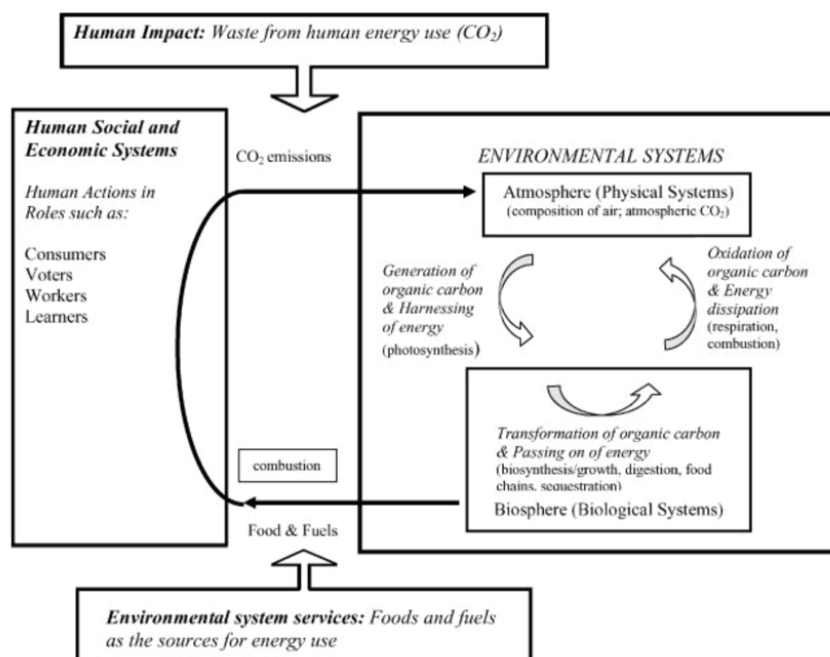 Human Impact: Waste from human energy use (CO₂)
Human Social and
Economic Systems
Human Actions in
Roles such as:
Consumers
Voters
Workers
Learners
CO₂ emissions
ENVIRONMENTAL SYSTEMS
Atmosphere (Physical Systems)
(composition of air; atmospheric CO₂)
Generation of
organic carbon
& Harnessing
of energy
(photosynthesis)
Oxidation of
organic carbon
& Energy
dissipation
(respiration,
combustion)
Transformation of organic carbon
& Passing on of energy
(biosynthesis/growth, digestion, food
chains, sequestration)
Biosphere (Biological Systems)
combustion
Food & Fuels
Environmental system services: Foods and fuels
as the sources for energy use